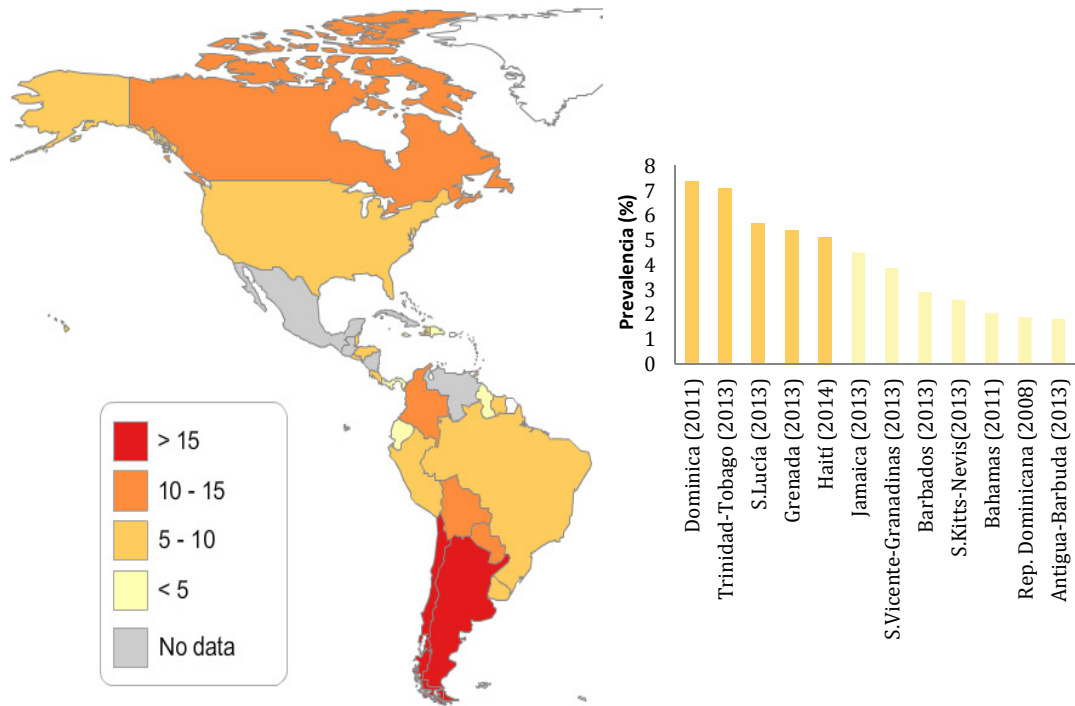 > 15
10 - 15
5 - 10
< 5
No data
Prevalencia (%)
8
7
6
5
4
3
2
1
0
Dominica (2011)
Trinidad-Tobago (2013)
S.Lucía (2013)
Grenada (2013)
Haití (2014)
Jamaica (2013)
S.Vicente-Granadinas (2013)
Barbados (2013)
S.Kitts-Nevis(2013)
Bahamas (2011)
Rep. Dominicana (2008)
Antigua-Barbuda (2013)